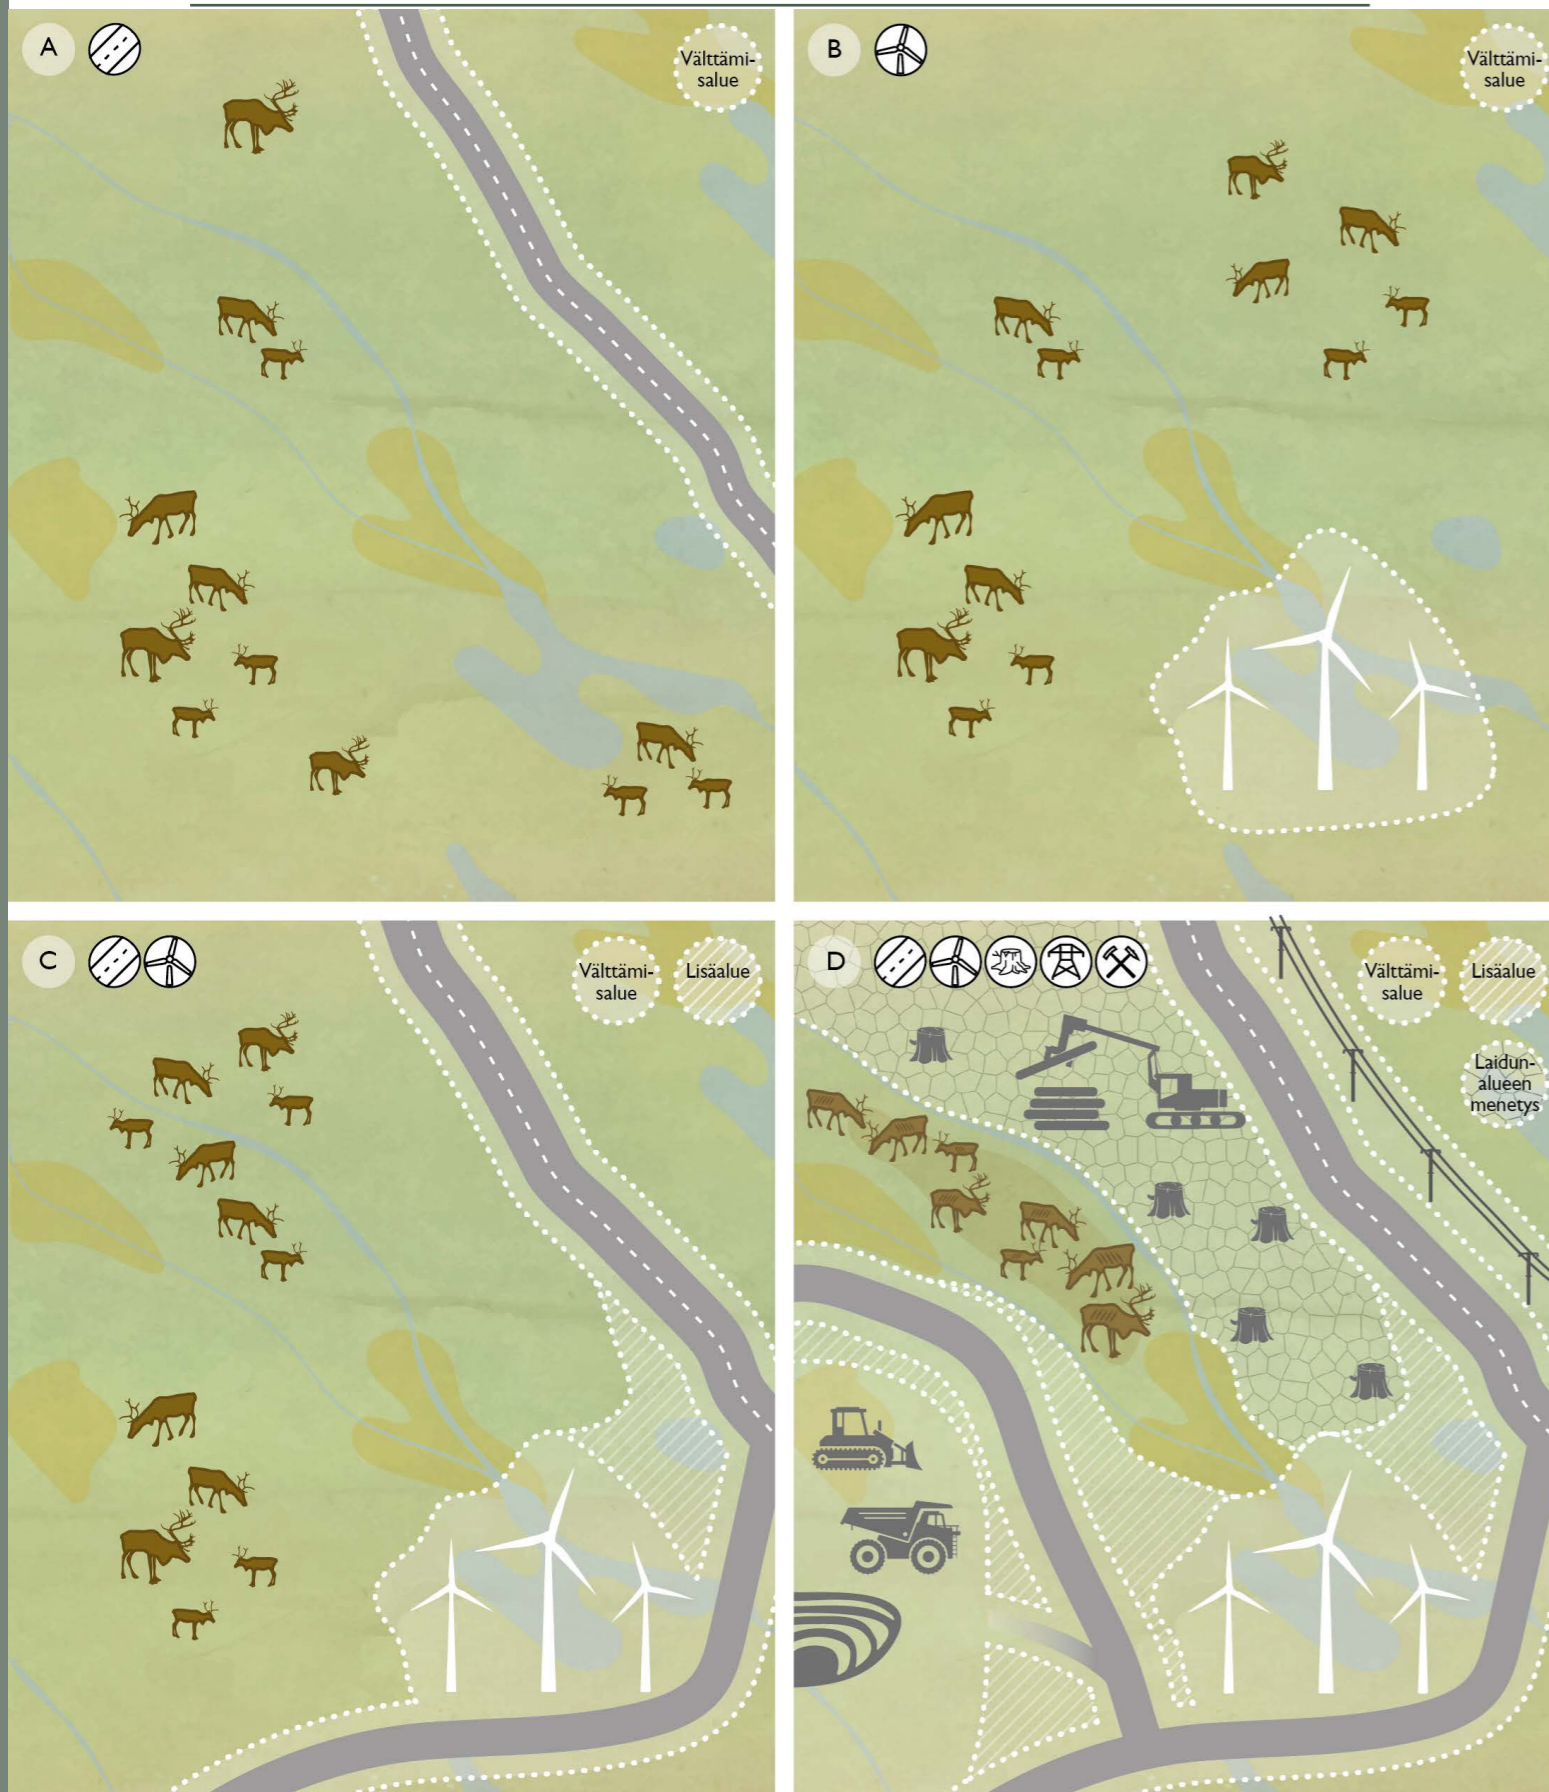 A
Välttämi-
salue
B
Välttämi-
salue
C
Välttämi-
salue
Lisäalue
D
Välttämi-
salue
Lisäalue
Laidun-
alueen
menetys